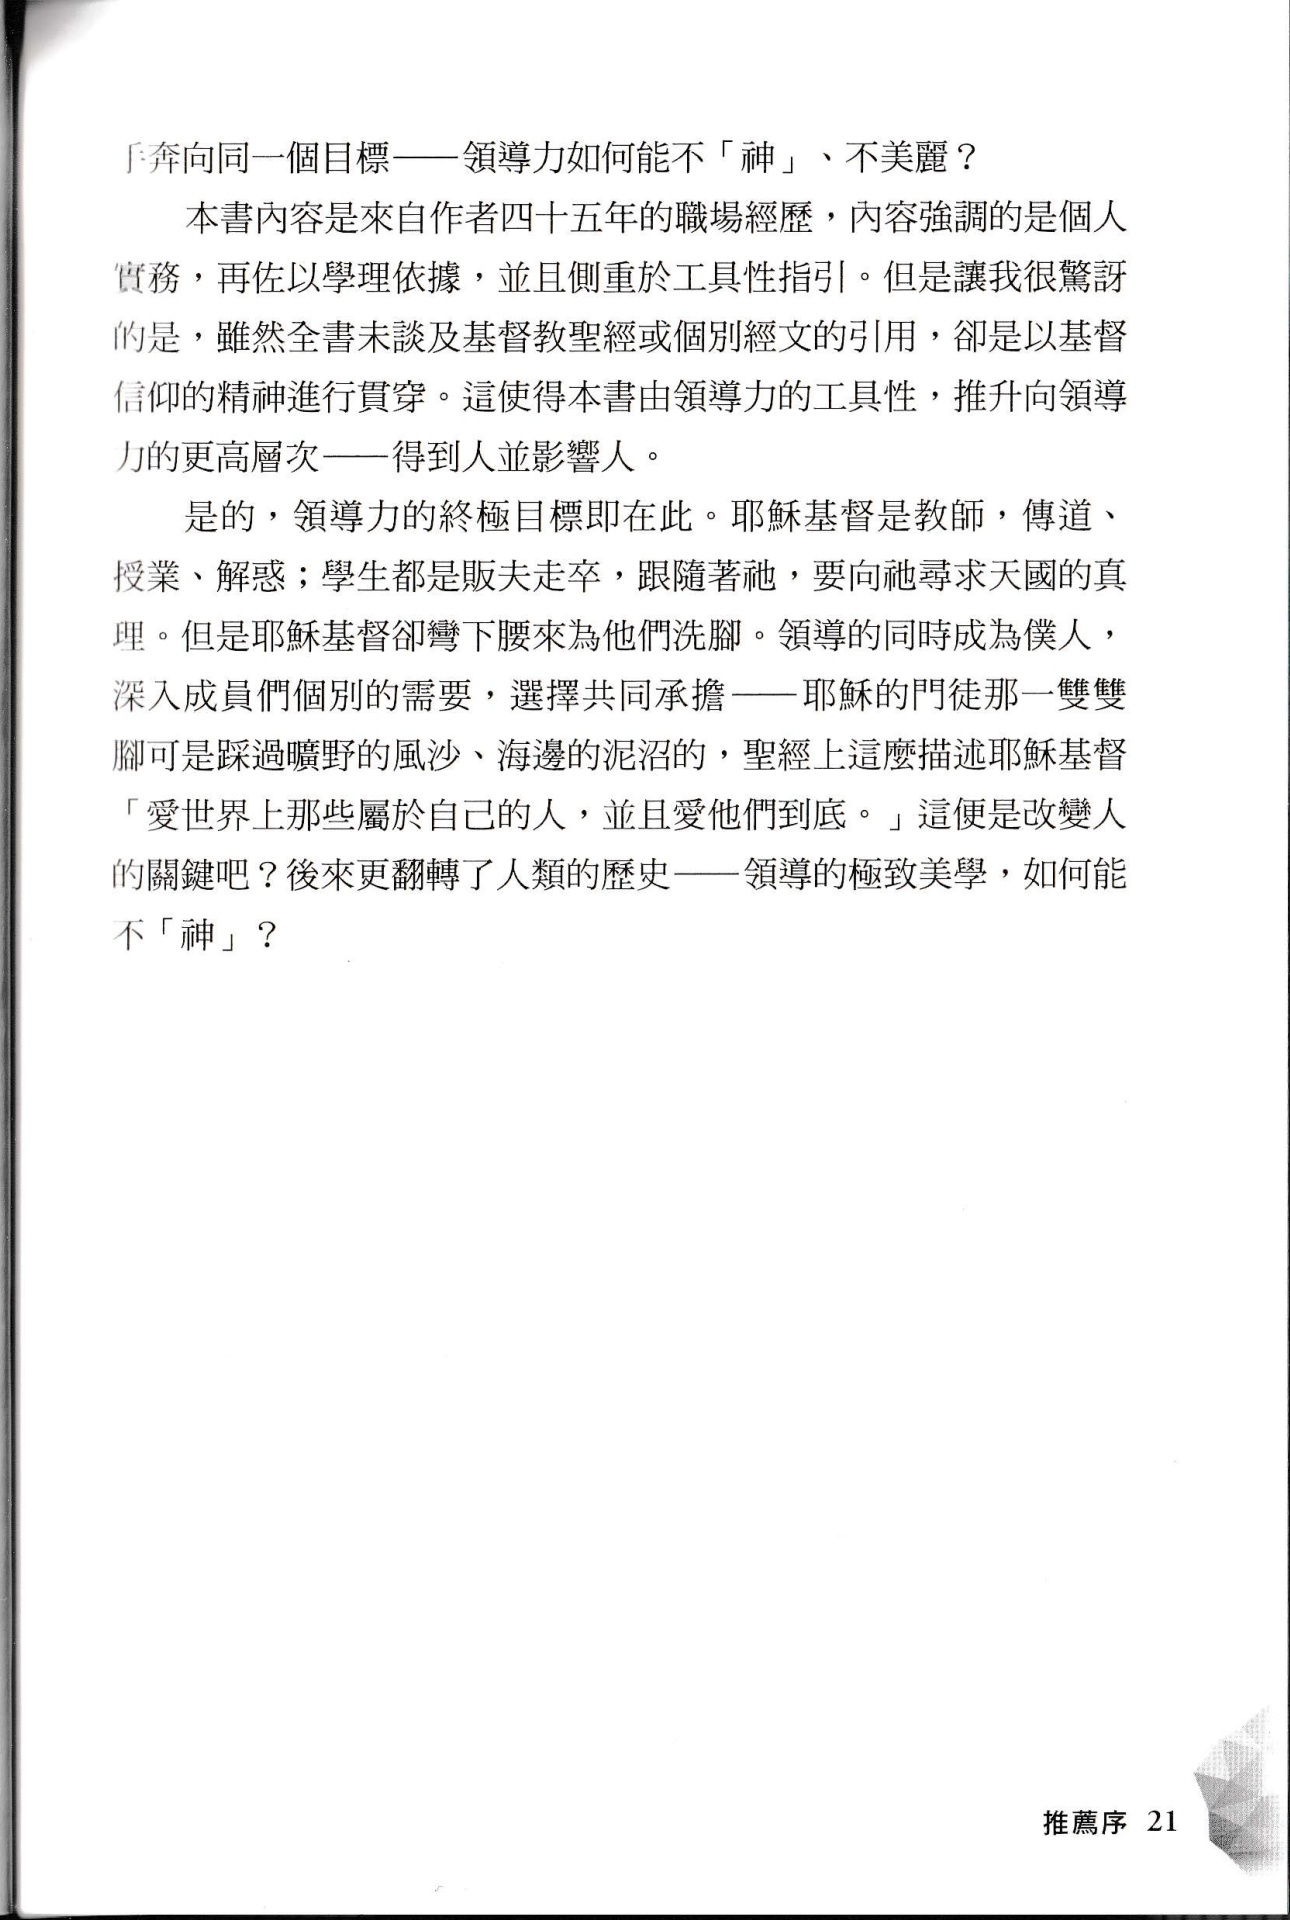 手奔向同一個目標——領導力如何能不「神」、不美麗？
本書內容是來自作者四十五年的職場經歷，內容強調的是個人
實務，再佐以學理依據，並且側重於工具性指引。但是讓我很驚訝
的是，雖然全書未談及基督教聖經或個別經文的引用，卻是以基督
信仰的精神進行貫穿。這使得本書由領導力的工具性，推升向領導
力的更高層次——得到人並影響人。
是的，領導力的終極目標即在此。耶穌基督是教師，傳道、
授業、解惑；學生都是販夫走卒，跟隨著祂，要向祂尋求天國的真
理。但是耶穌基督卻彎下腰來為他們洗腳。領導的同時成為僕人，
深入成員們個別的需要，選擇共同承擔——耶穌的門徒那一雙雙
腳可是踩過曠野的風沙、海邊的泥沼的，聖經上這麼描述耶穌基督
「愛世界上那些屬於自己的人，並且愛他們到底。」這便是改變人
的關鍵吧？後來更翻轉了人類的歷史——領導的極致美學，如何能
不「神」？
推薦序 21